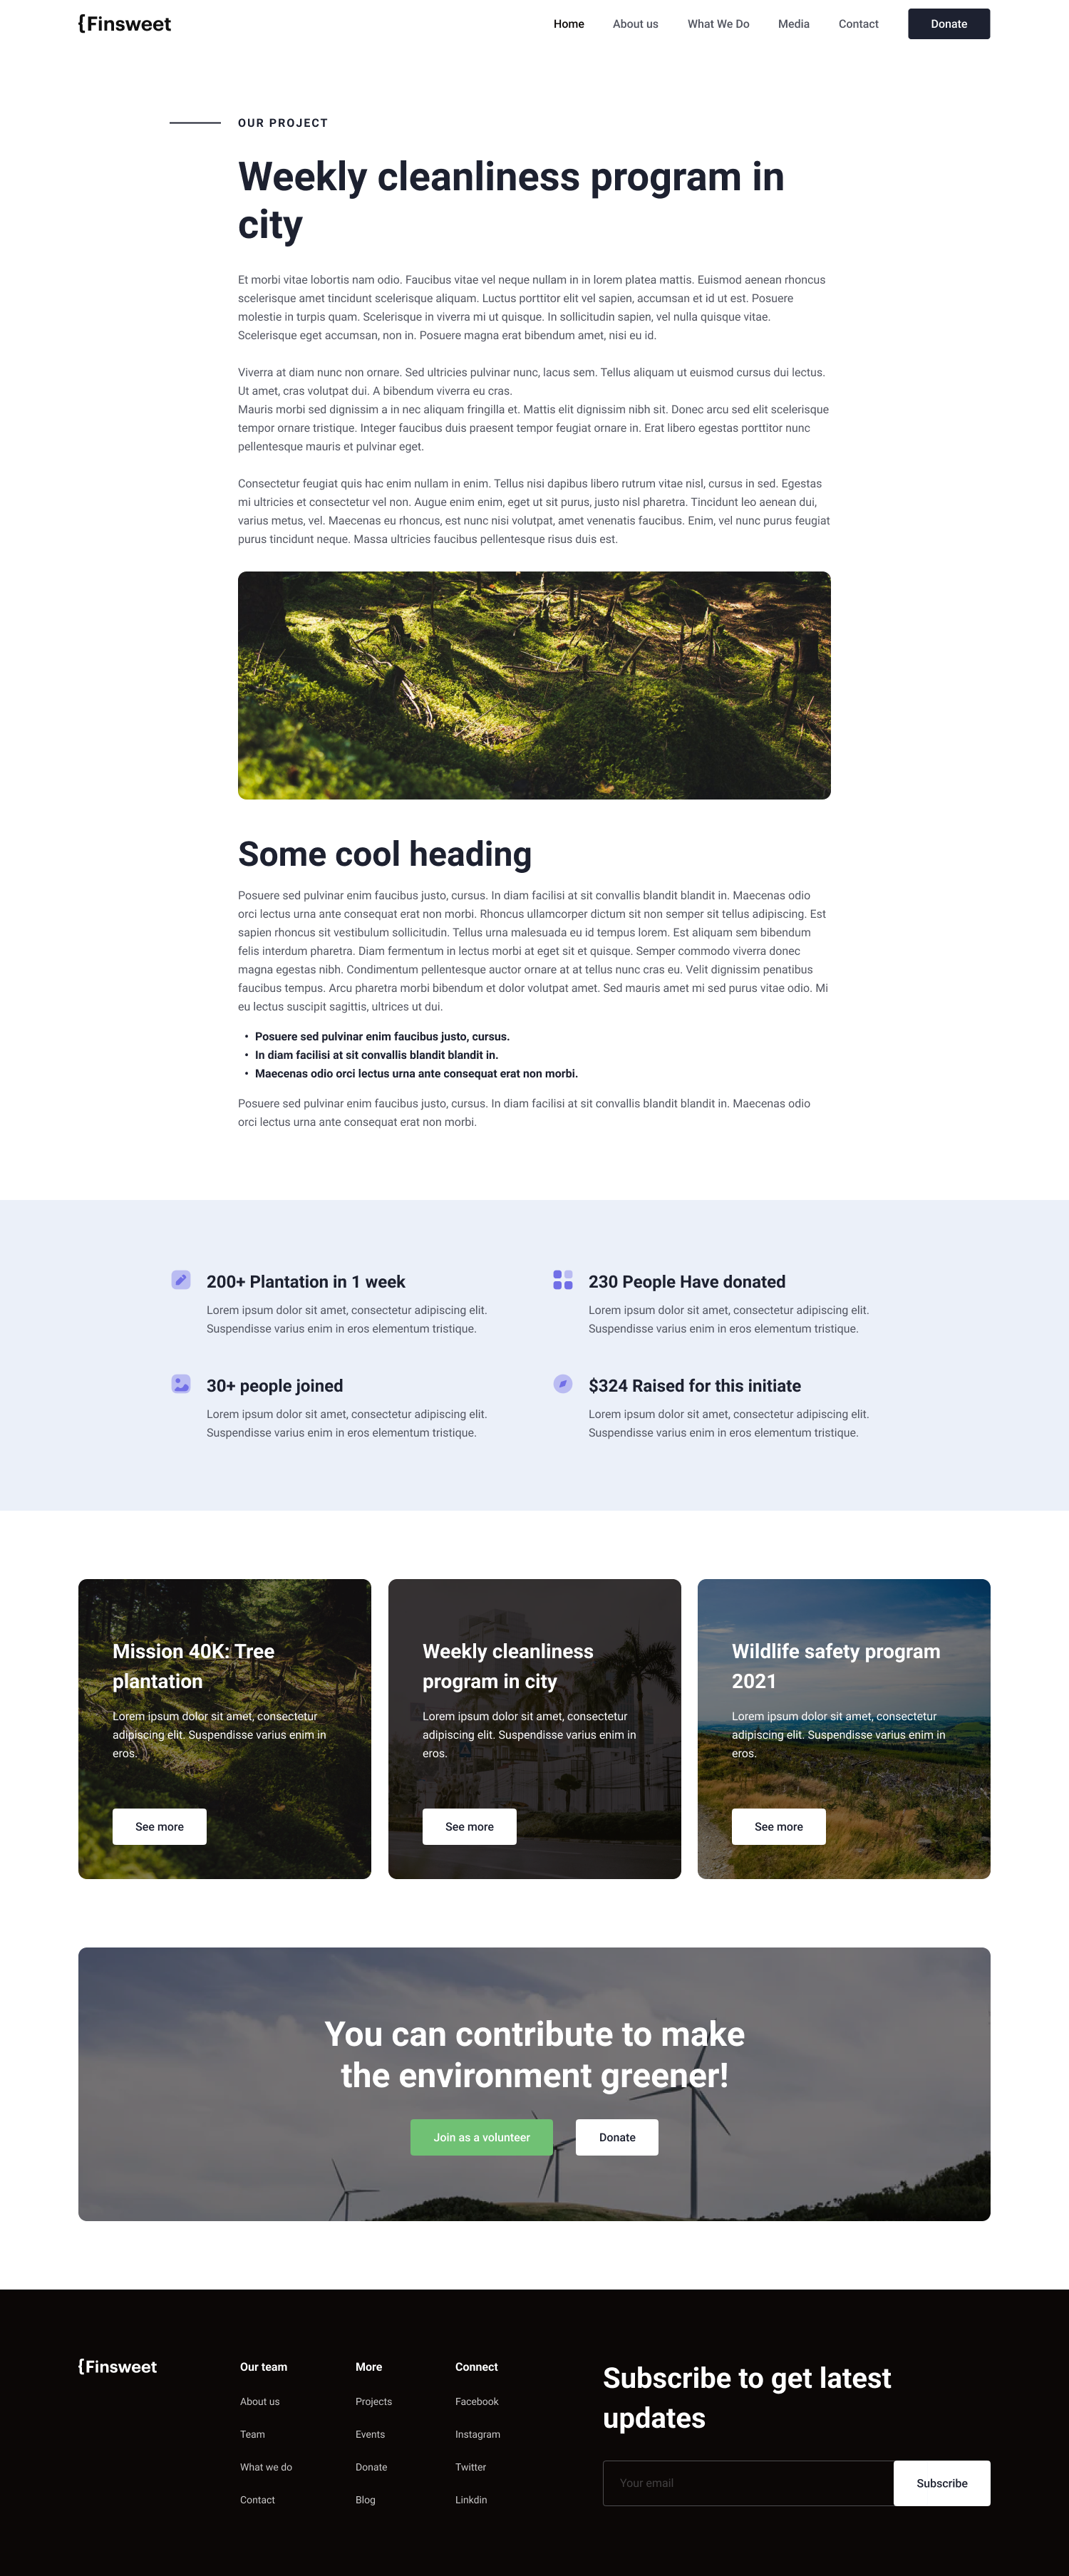 {Finsweet
Home About us What We Do Media Contact Donate
OUR PROJECT
Weekly cleanliness program in
city
Et morbi vitae lobortis nam odio. Faucibus vitae vel neque nullam in in lorem platea mattis. Euismod aenean rhoncus
scelerisque amet tincidunt scelerisque aliquam. Luctus porttitor elit vel sapien, accumsan et id ut est. Posuere
molestie in turpis quam. Scelerisque in viverra mi ut quisque. In sollicitudin sapien, vel nulla quisque vitae.
Scelerisque eget accumsan, non in. Posuere magna erat bibendum amet, nisi eu id.
Viverra at diam nunc non ornare. Sed ultricies pulvinar nunc, lacus sem. Tellus aliquam ut euismod cursus dui lectus.
Ut amet, cras volutpat dui. A bibendum viverra eu cras.
Mauris morbi sed dignissim a in nec aliquam fringilla et. Mattis elit dignissim nibh sit. Donec arcu sed elit scelerisque
tempor ornare tristique. Integer faucibus duis praesent tempor feugiat ornare in. Erat libero egestas porttitor nunc
pellentesque mauris et pulvinar eget.
Consectetur feugiat quis hac enim nullam in enim. Tellus nisi dapibus libero rutrum vitae nisl, cursus in sed. Egestas
mi ultricies et consectetur vel non. Augue enim enim, eget ut sit purus, justo nisl pharetra. Tincidunt leo aenean dui,
varius metus, vel. Maecenas eu rhoncus, est nunc nisi volutpat, amet venenatis faucibus. Enim, vel nunc purus feugiat
purus tincidunt neque. Massa ultricies faucibus pellentesque risus duis est.
Some cool heading
Posuere sed pulvinar enim faucibus justo, cursus. In diam facilisi at sit convallis blandit blandit in. Maecenas odio
orci lectus urna ante consequat erat non morbi. Rhoncus ullamcorper dictum sit non semper sit tellus adipiscing. Est
sapien rhoncus sit vestibulum sollicitudin. Tellus urna malesuada eu id tempus lorem. Est aliquam sem bibendum
felis interdum pharetra. Diam fermentum in lectus morbi at eget sit et quisque. Semper commodo viverra donec
magna egestas nibh. Condimentum pellentesque auctor ornare at at tellus nunc cras eu. Velit dignissim penatibus
faucibus tempus. Arcu pharetra morbi bibendum et dolor volutpat amet. Sed mauris amet mi sed purus vitae odio. Mi
eu lectus suscipit sagittis, ultrices ut dui.
• Posuere sed pulvinar enim faucibus justo, cursus.
• In diam facilisi at sit convallis blandit blandit in.
• Maecenas odio orci lectus urna ante consequat erat non morbi.
Posuere sed pulvinar enim faucibus justo, cursus. In diam facilisi at sit convallis blandit blandit in. Maecenas odio
orci lectus urna ante consequat erat non morbi.
200+ Plantation in 1 week
Lorem ipsum dolor sit amet, consectetur adipiscing elit.
Suspendisse varius enim in eros elementum tristique.
230 People Have donated
Lorem ipsum dolor sit amet, consectetur adipiscing elit.
Suspendisse varius enim in eros elementum tristique.
30+ people joined
Lorem ipsum dolor sit amet, consectetur adipiscing elit.
Suspendisse varius enim in eros elementum tristique.
$324 Raised for this initiate
Lorem ipsum dolor sit amet, consectetur adipiscing elit.
Suspendisse varius enim in eros elementum tristique.
Mission 40K: Tree
plantation
Lorem ipsum dolor sit amet, consectetur
adipiscing elit. Suspendisse varius enim in
eros.
See more
Weekly cleanliness
program in city
Lorem ipsum dolor sit amet, consectetur
adipiscing elit. Suspendisse varius enim in
eros.
See more
Wildlife safety program
2021
Lorem ipsum dolor sit amet, consectetur
adipiscing elit. Suspendisse varius enim in
eros.
See more
You can contribute to make
the environment greener!
Join as a volunteer
Donate
{Finsweet
Our team
About us
Team
What we do
Contact
More
Projects
Events
Donate
Blog
Connect
Facebook
Instagram
Twitter
Linkdin
Subscribe to get latest
updates
Your email
Subscribe